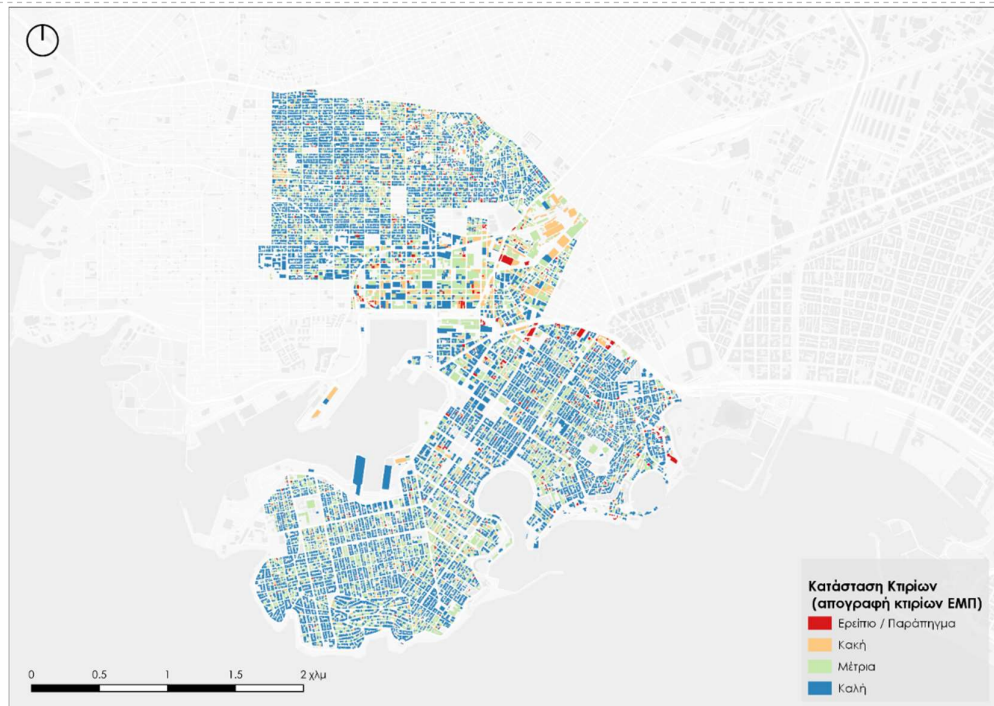 Κατάσταση Κτιρίων
(απογραφή κτιρίων ΕΜΠ)
Ερείπιο / Παράπηγμα
Κακή
Μέτρια
Καλή
0 0.5 1 1.5 2 χλμ